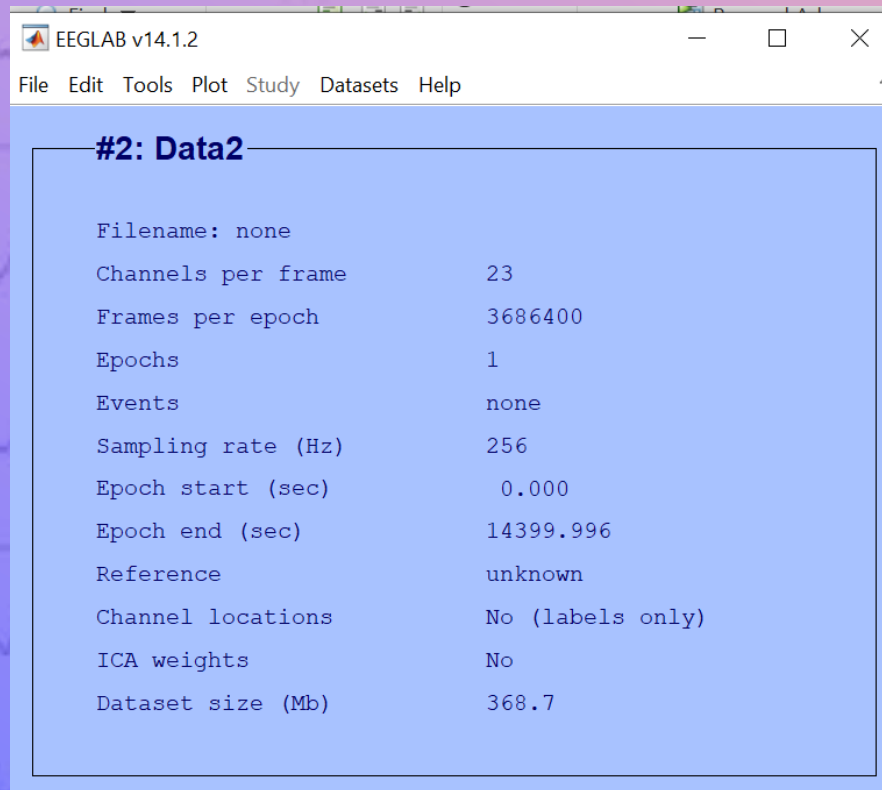 EEGLAB v14.1.2
File Edit Tools Plot Study Datasets Help
#2: Data2
Filename: none
Channels per frame 23
Frames per epoch 3686400
Epochs 1
Events none
Sampling rate (Hz) 256
Epoch start (sec) 0.000
Epoch end (sec) 14399.996
Reference unknown
Channel locations No (labels only)
ICA weights No
Dataset size (Mb) 368.7